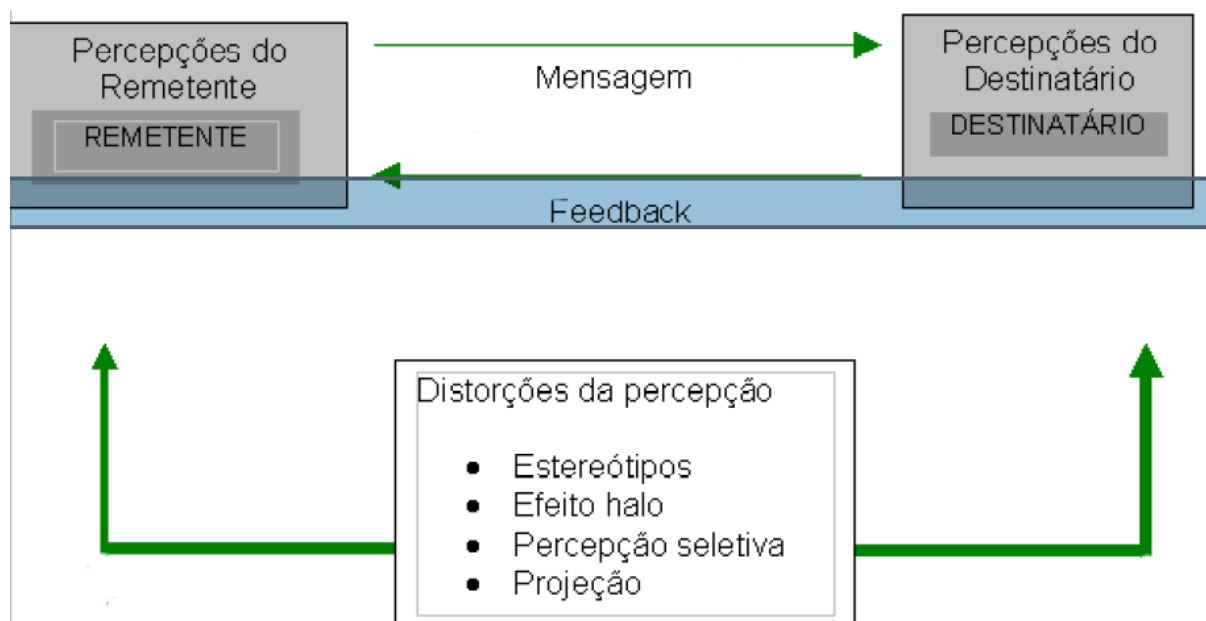 Percepções do
Remetente
REMETENTE
Mensagem
Percepções do
Destinatário
DESTINATÁRIO
Feedback
Distorções da percepção
● Estereótipos
● Efeito halo
● Percepção seletiva
● Projeção